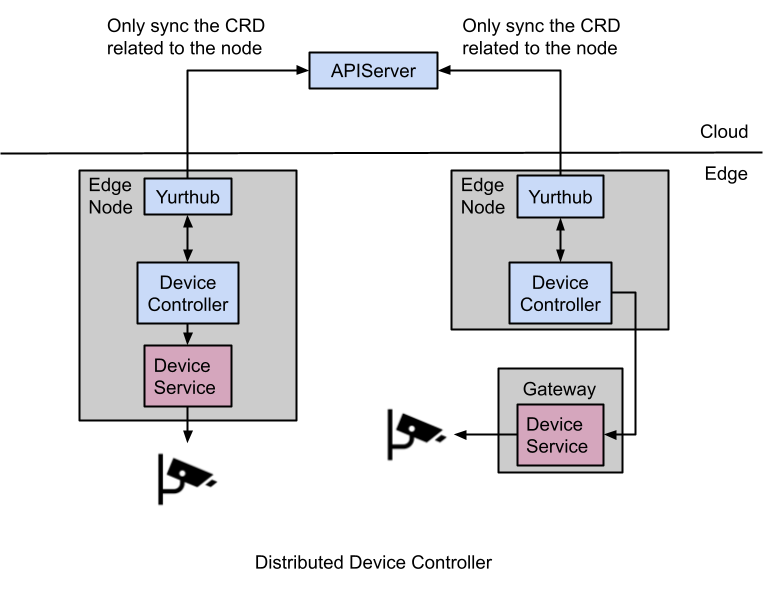 Only sync the CRD
related to the node
Only sync the CRD
related to the node
APIServer
Cloud
Edge
Edge
Node
Yurthub
Device
Controller
Device
Service
Edge
Node
Yurthub
Device
Controller
Gateway
Device
Service
Distributed Device Controller